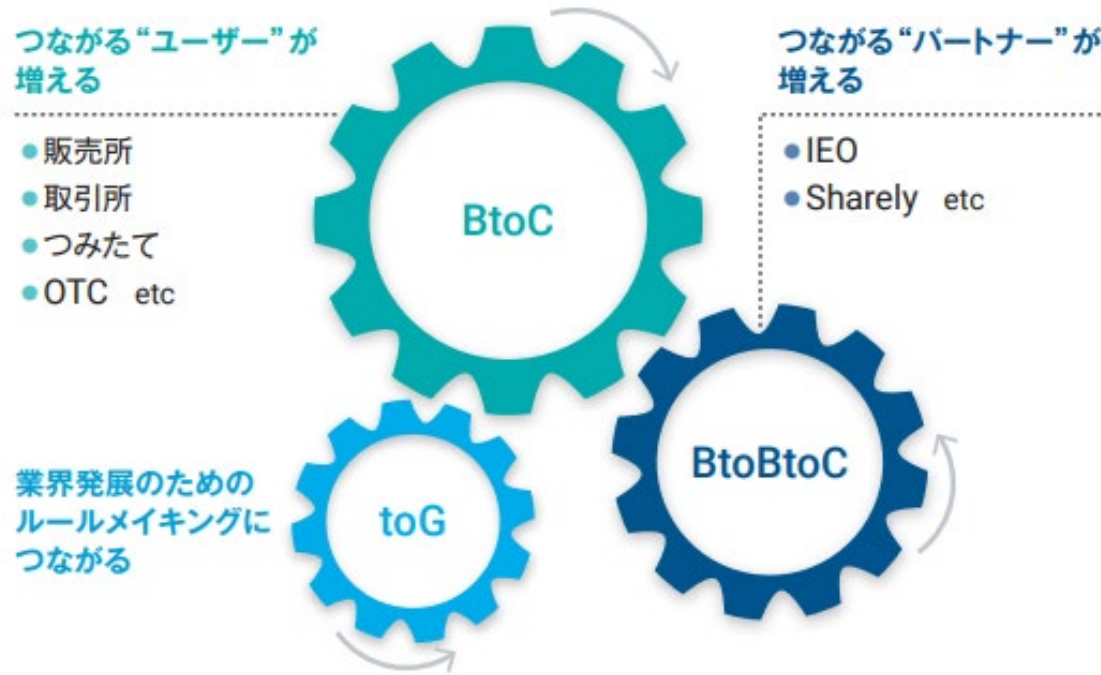 つながる“ユーザー”が
増える
販売所
取引所
つみたて
OTC etc
BtoC
つながる“パートナー”が
増える
IEO
Sharely etc
BtoBtoC
業界発展のための
ルールメイキングに
つながる
toG